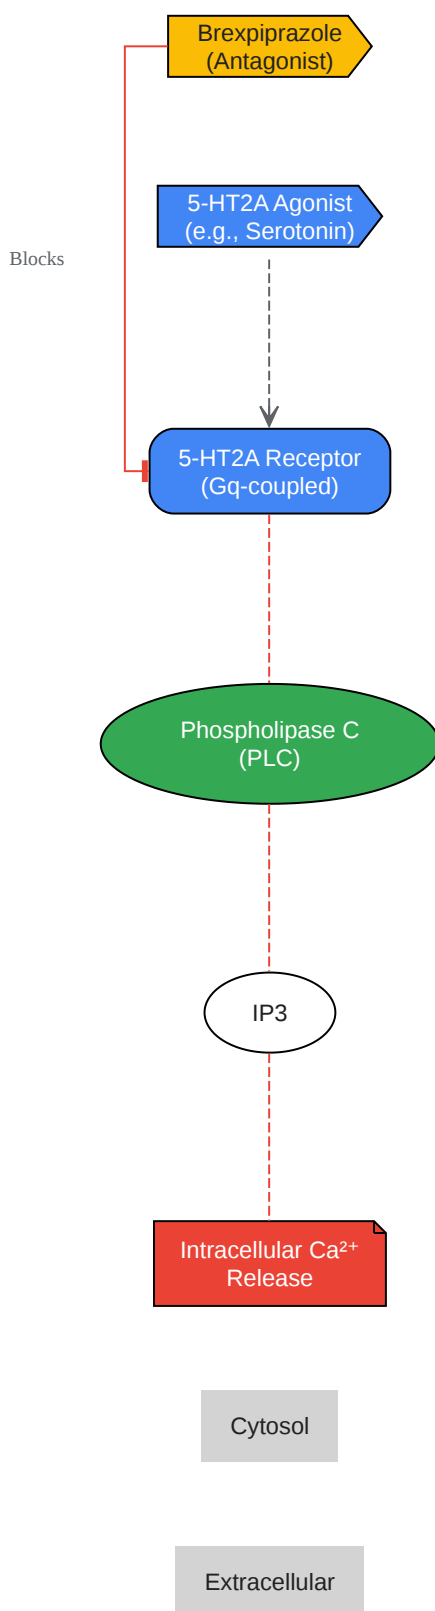 Brexpiprazole
(Antagonist)
5-HT2A Agonist
(e.g., Serotonin)
Blocks
5-HT2A Receptor
(Gq-coupled)
Phospholipase C
(PLC)
IP3
Intracellular Ca²⁺
Release
Cytosol
Extracellular